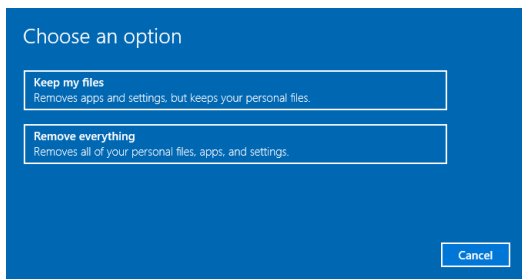 Choose an option
Keep my files
Removes apps and settings, but keeps your personal files.
Remove everything
Removes all of your personal files, apps, and settings.
Cancel